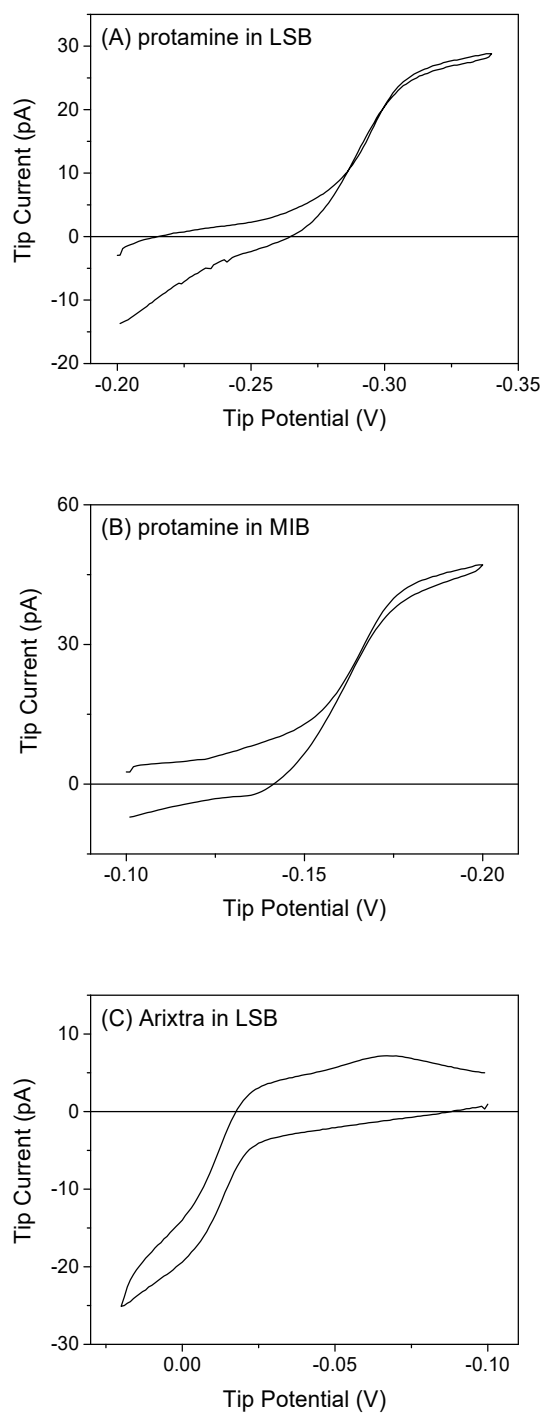 (A) protamine in LSB
30
20
10
0
-10
-20
Tip Current (pA)
-0.20 -0.25 -0.30 -0.35
Tip Potential (V)
(B) protamine in MIB
60
30
0
Tip Current (pA)
-0.10 -0.15 -0.20
Tip Potential (V)
(C) Arixtra in LSB
10
0
-10
-20
-30
Tip Current (pA)
0.00 -0.05 -0.10
Tip Potential (V)